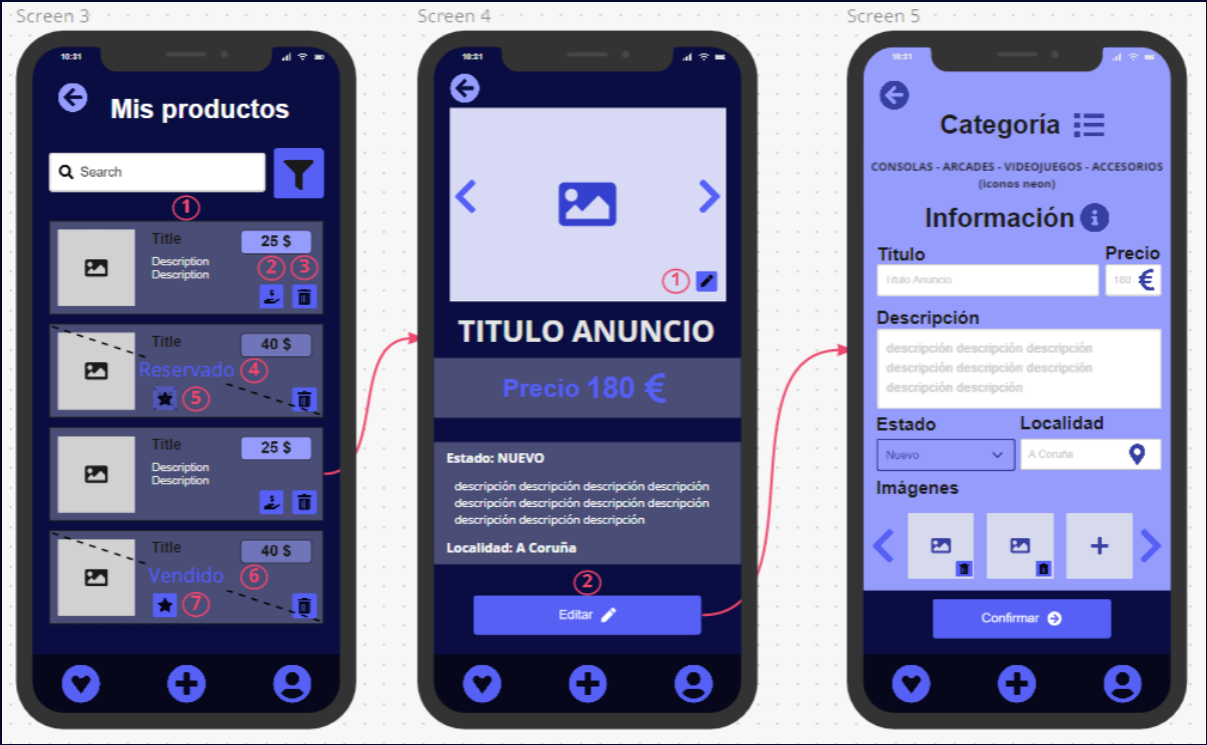 Screen 3
10:21
Mis productos
Search
1
Title
25 $
Description
Description
2
3
Title
40 $
Reservado
4
5
Title
25 $
Description
Description
Title
40 $
Vendido
6
7
Screen 4
10:21
1
TITULO ANUNCIO
Precio 180 €
Estado: NUEVO
descripción descripción descripción descripción
descripción descripción descripción descripción
descripción descripción descripción
Localidad: A Coruña
2
Editar
Screen 5
10:21
Categoría
CONSOLAS - ARCADES - VIDEOJUEGOS - ACCESORIOS
(iconos neon)
Información
Título
Precio
Título Anuncio
180 €
Descripción
descripción descripción descripción
descripción descripción descripción
descripción descripción
Estado
Localidad
Nuevo
A Coruña
Imágenes
Confirmar